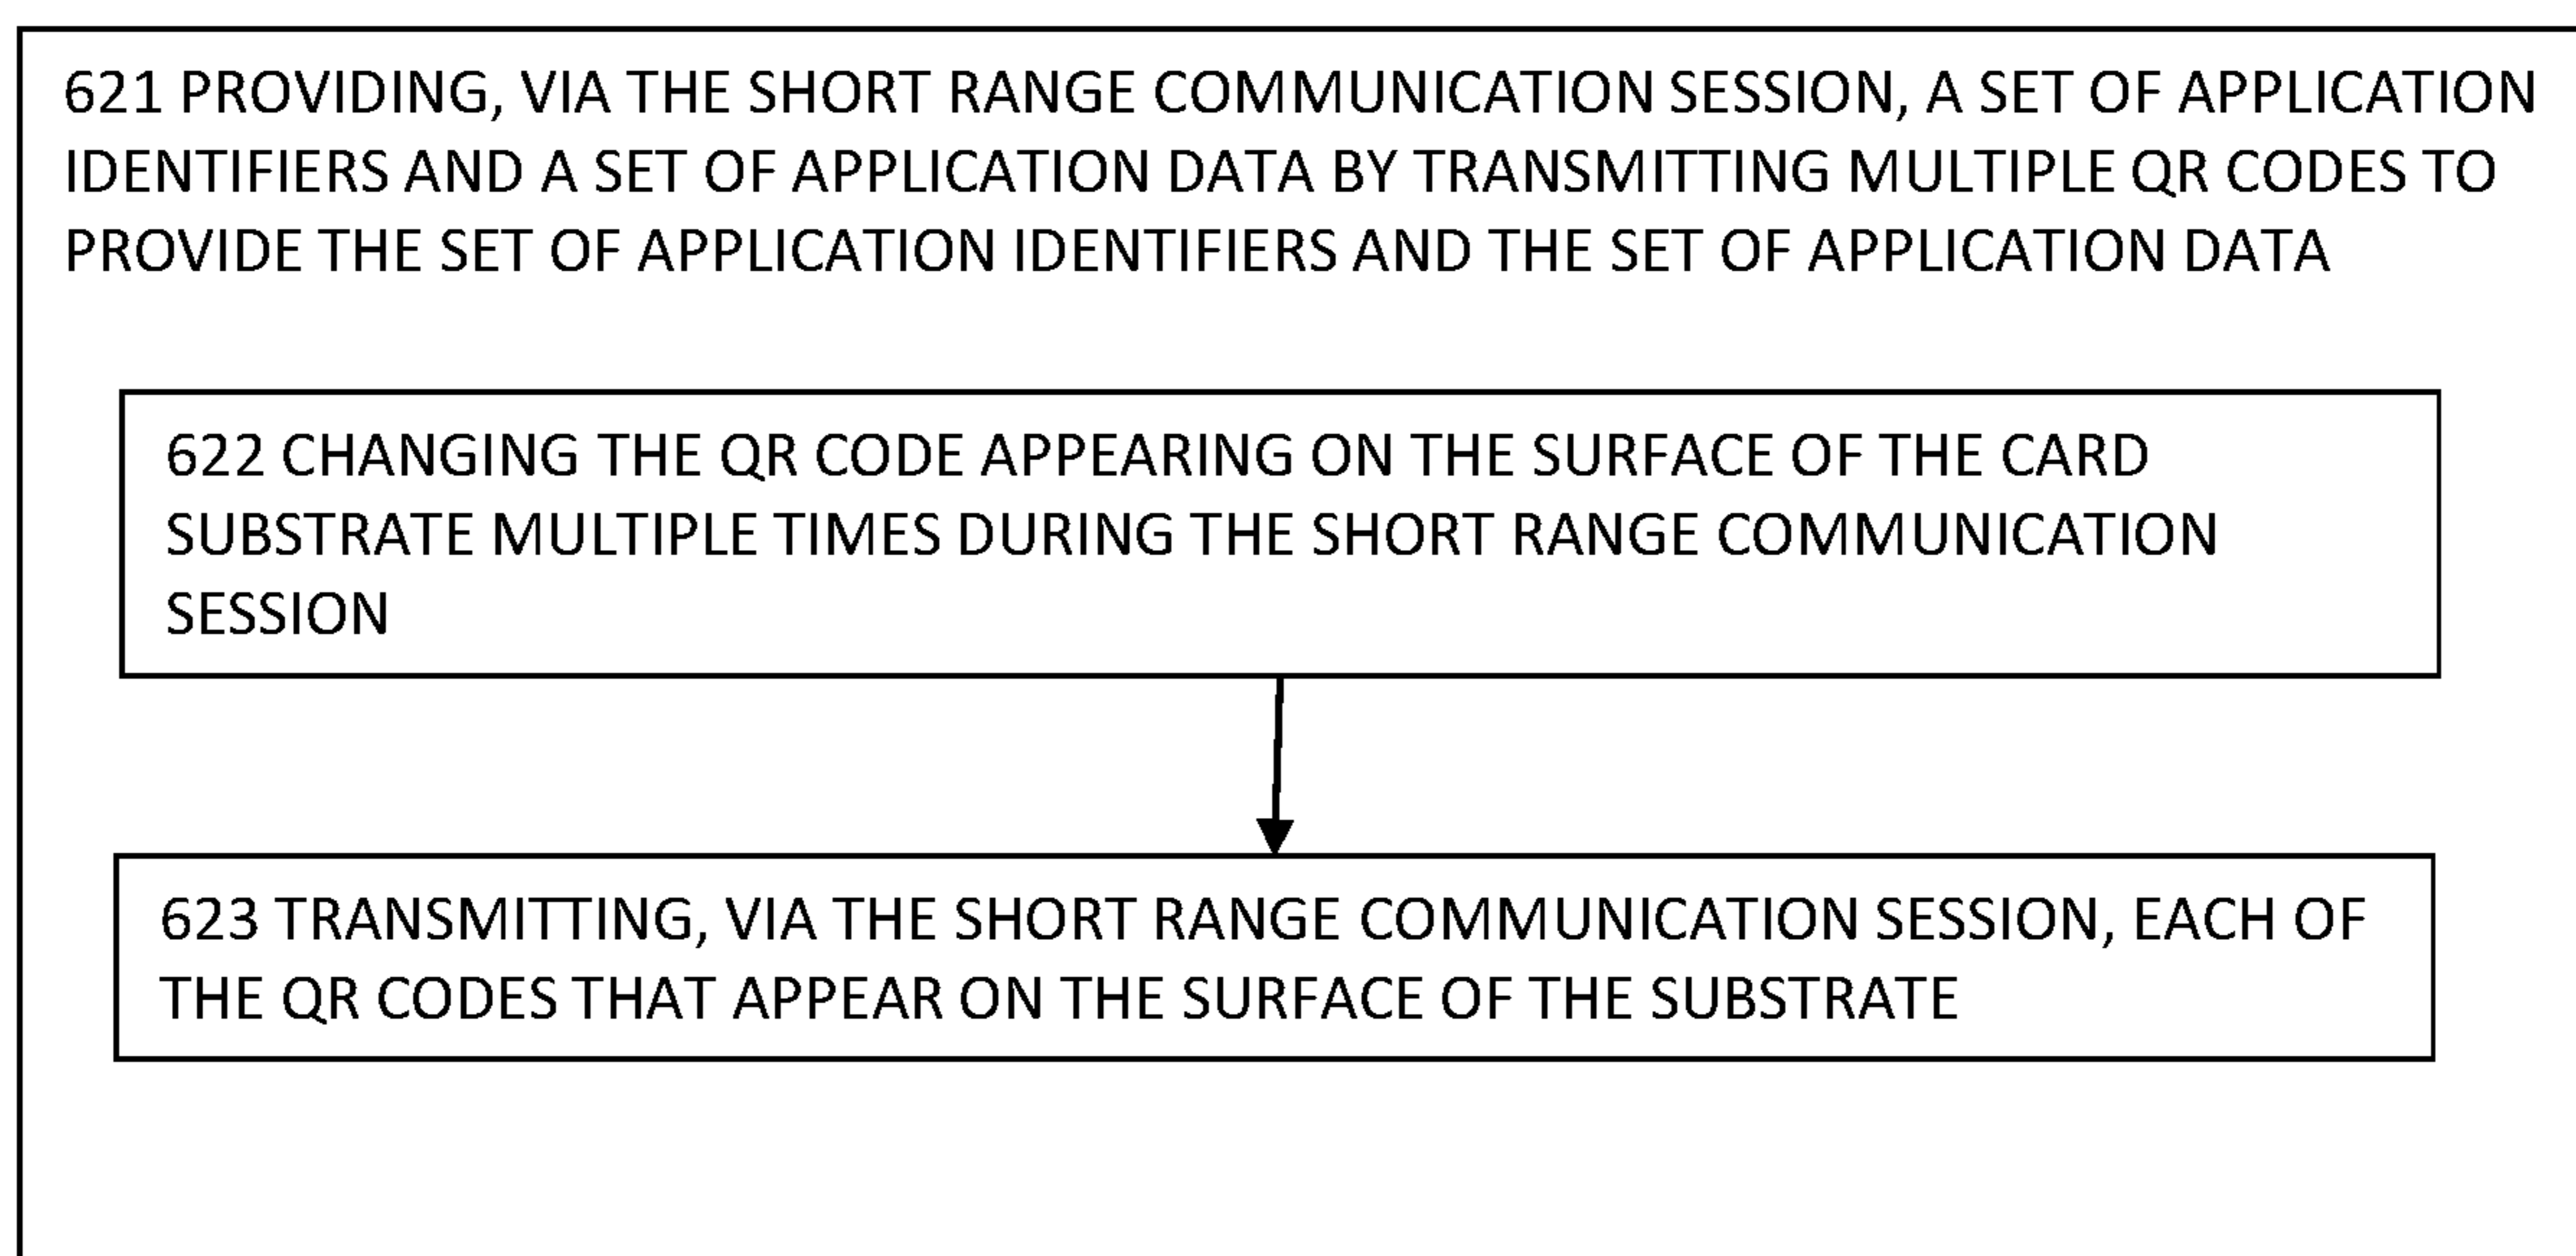 621 PROVIDING, VIA THE SHORT RANGE COMMUNICATION SESSION, A SET OF APPLICATION
IDENTIFIERS AND A SET OF APPLICATION DATA BY TRANSMITTING MULTIPLE QR CODES TO
PROVIDE THE SET OF APPLICATION IDENTIFIERS AND THE SET OF APPLICATION DATA
622 CHANGING THE QR CODE APPEARING ON THE SURFACE OF THE CARD
SUBSTRATE MULTIPLE TIMES DURING THE SHORT RANGE COMMUNICATION
SESSION
623 TRANSMITTING, VIA THE SHORT RANGE COMMUNICATION SESSION, EACH OF
THE QR CODES THAT APPEAR ON THE SURFACE OF THE SUBSTRATE